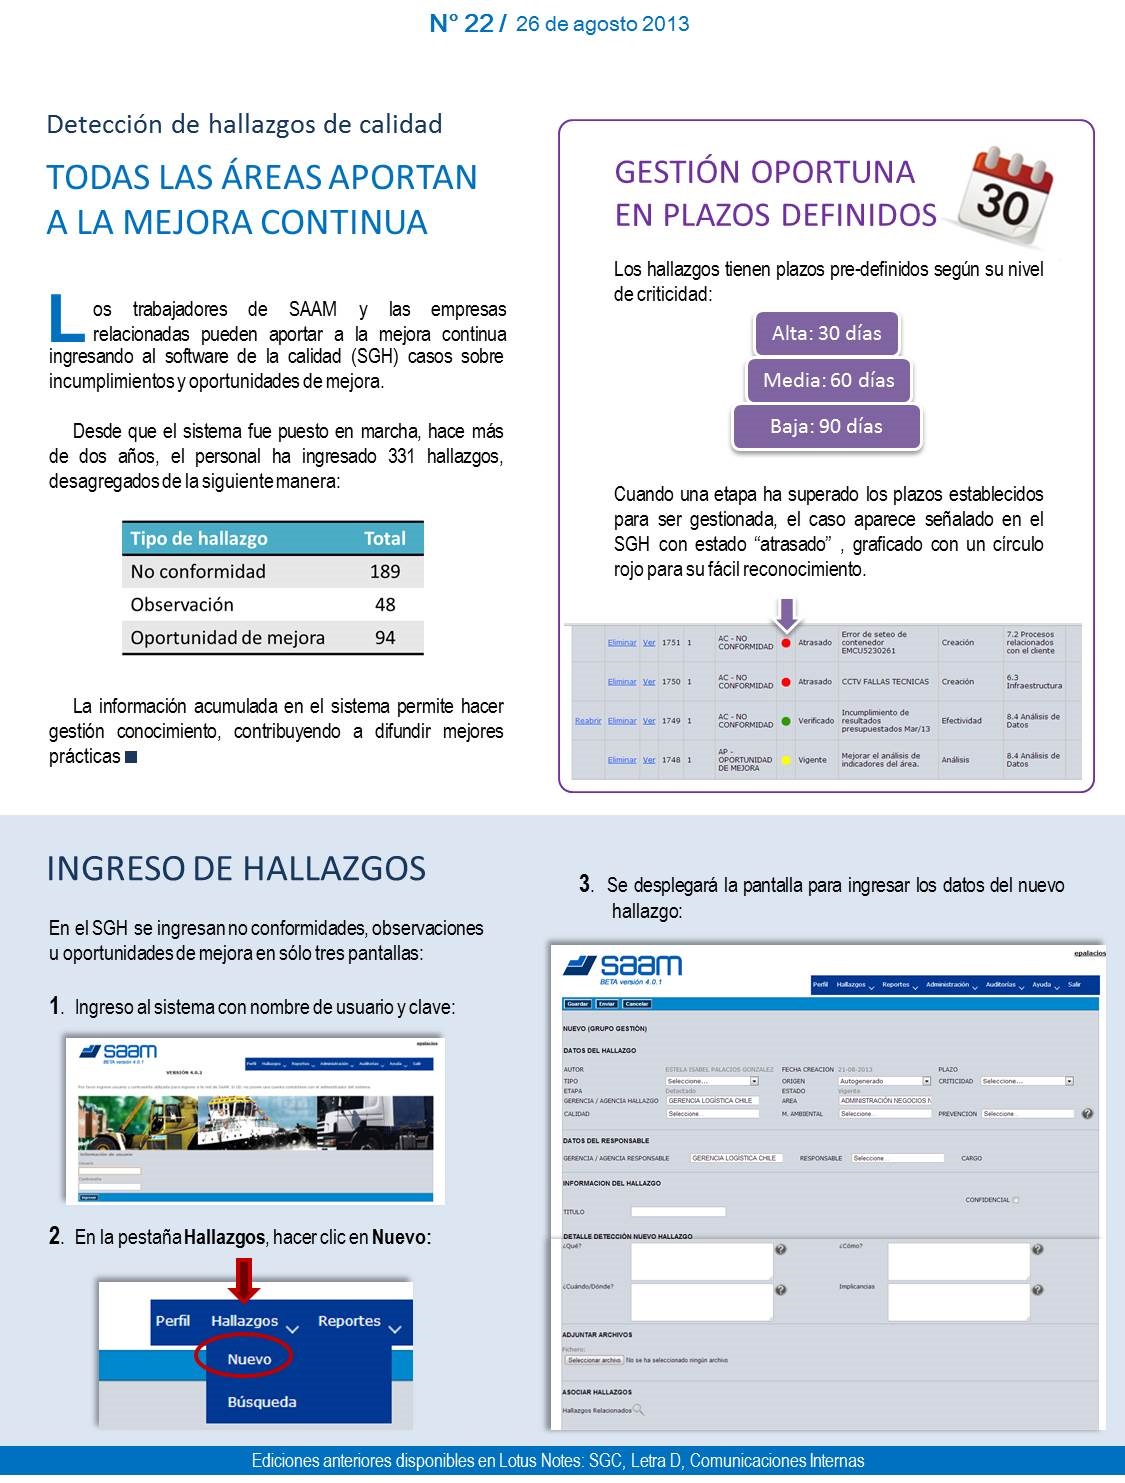 N° 22 / 26 de agosto 2013
Detección de hallazgos de calidad
TODAS LAS ÁREAS APORTAN
A LA MEJORA CONTINUA
Los trabajadores de SAAM y las empresas
relacionadas pueden aportar a la mejora continua
ingresando al software de la calidad (SGH) casos sobre
incumplimientos y oportunidades de mejora.
Desde que el sistema fue puesto en marcha, hace más
de dos años, el personal ha ingresado 331 hallazgos,
desagregados de la siguiente manera:
Tipo de hallazgo Total
No conformidad 189
Observación 48
Oportunidad de mejora 94
La información acumulada en el sistema permite hacer
gestión conocimiento, contribuyendo a difundir mejores
prácticas
GESTIÓN OPORTUNA
EN PLAZOS DEFINIDOS
30
Los hallazgos tienen plazos pre-definidos según su nivel
de criticidad:
Alta: 30 días
Media: 60 días
Baja: 90 días
Cuando una etapa ha superado los plazos establecidos
para ser gestionada, el caso aparece señalado en el
SGH con estado “atrasado” , graficado con un círculo
rojo para su fácil reconocimiento.
Eliminar Ver 1751 1 AC - NO CONFORMIDAD Atrasado Error de seteo de contenedor EMCU5230261 Creación 7.2 Procesos relacionados con el cliente
Eliminar Ver 1750 1 AC - NO CONFORMIDAD Atrasado CCTV FALLAS TECNICAS Creación 6.3 Infraestructura
Reabrir Eliminar Ver 1749 1 AC - NO CONFORMIDAD Verificado Incumplimiento de resultados presupuestados Mar/13 Efectividad 8.4 Análisis de Datos
Eliminar Ver 1748 1 AP - OPORTUNIDAD DE MEJORA Vigente Mejorar el análisis de indicadores del área. Análisis 8.4 Análisis de Datos
INGRESO DE HALLAZGOS
En el SGH se ingresan no conformidades, observaciones
u oportunidades de mejora en sólo tres pantallas:
1. Ingreso al sistema con nombre de usuario y clave:
saam
BETA versión 4.0.1
epalacios
Perfil Hallazgos Reportes Administración Auditorias Ayuda Salir
VERSIÓN 4.0.2
Información de usuario
Usuario
Contraseña
Ingresar
2. En la pestaña Hallazgos, hacer clic en Nuevo:
Perfil Hallazgos Reportes
Nuevo
Búsqueda
3. Se desplegará la pantalla para ingresar los datos del nuevo
hallazgo:
epalacios
saam
BETA versión 4.0.1
Perfil Hallazgos Reportes Administración Auditorias Ayuda Salir
Guardar Enviar Cancelar
NUEVO (GRUPO GESTIÓN)
DATOS DEL HALLAZGO
AUTOR ESTELA ISABEL PALACIOS GONZALEZ FECHA CREACION 21-08-2013 PLAZO
TIPO Seleccione... ORIGEN Autogenerado CRITICIDAD Seleccione...
ETAPA Detectado ESTADO Vigente
GERENCIA / AGENCIA HALLAZGO GERENCIA LOGÍSTICA CHILE AREA ADMINISTRACIÓN NEGOCIOS N
CALIDAD Seleccione... M. AMBIENTAL Seleccione... PREVENCION Seleccione...
DATOS DEL RESPONSABLE
GERENCIA / AGENCIA RESPONSABLE GERENCIA LOGÍSTICA CHILE RESPONSABLE Seleccione... CARGO
INFORMACION DEL HALLAZGO
CONFIDENCIAL
TITULO
DETALLE DETECCIÓN NUEVO HALLAZGO
¿Qué? ¿Cómo?
¿Cuándo/Dónde? Implicancias
ADJUNTAR ARCHIVOS
Fichero:
Seleccionar archivo No se ha seleccionado ningún archivo
ASOCIAR HALLAZGOS
Hallazgos Relacionados
Ediciones anteriores disponibles en Lotus Notes: SGC, Letra D, Comunicaciones Internas